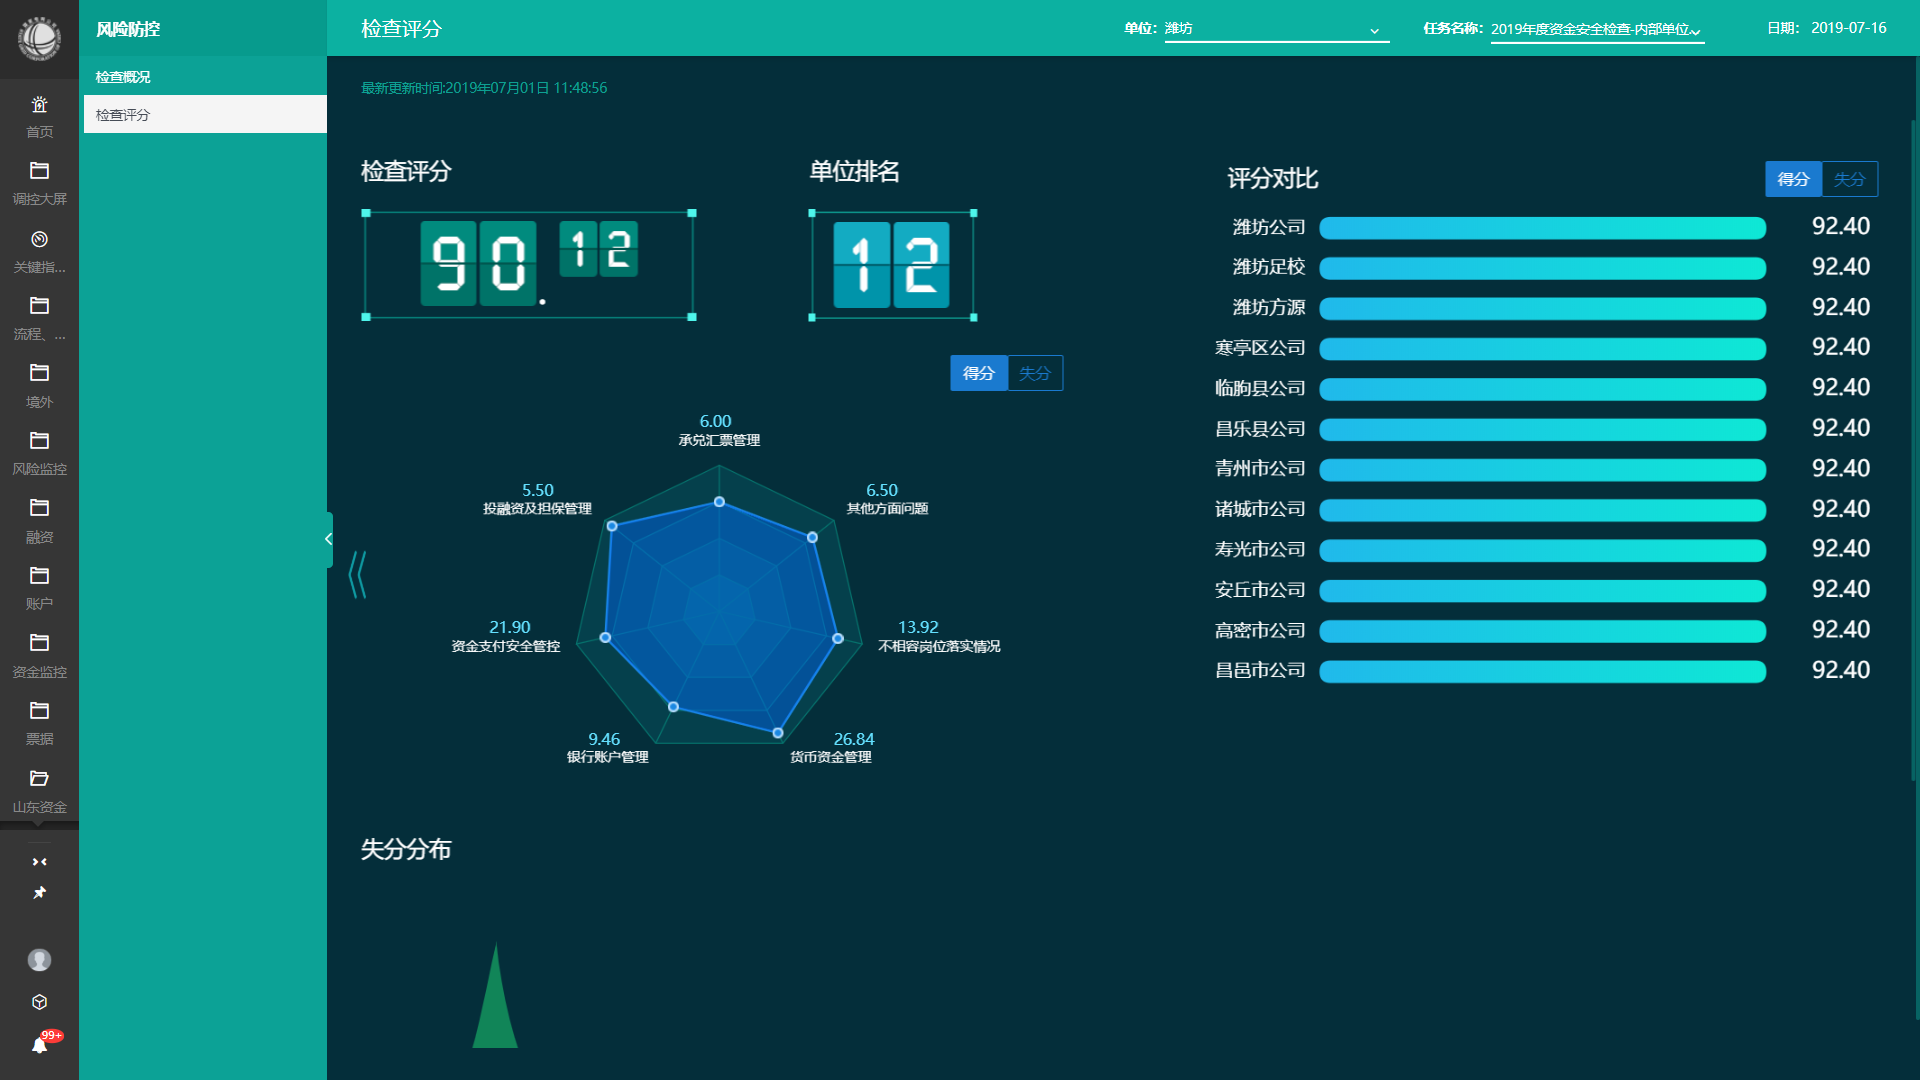 风险防控
检查概况
检查评分
首页
调控大屏
关键指...
流程、...
境外
风险监控
融资
账户
资金监控
票据
山东资金
99+
检查评分
单位: 潍坊
任务名称: 2019年度资金安全检查-内部单位
日期: 2019-07-16
最新更新时间:2019年07月01日 11:48:56
检查评分
90.12
单位排名
12
得分 失分
6.00
承兑汇票管理
5.50
投融资及担保管理
6.50
其他方面问题
21.90
资金支付安全管控
13.92
不相容岗位落实情况
9.46
银行账户管理
26.84
货币资金管理
评分对比
得分 失分
潍坊公司 92.40
潍坊足校 92.40
潍坊方源 92.40
寒亭区公司 92.40
临朐县公司 92.40
昌乐县公司 92.40
青州市公司 92.40
诸城市公司 92.40
寿光市公司 92.40
安丘市公司 92.40
高密市公司 92.40
昌邑市公司 92.40
失分分布